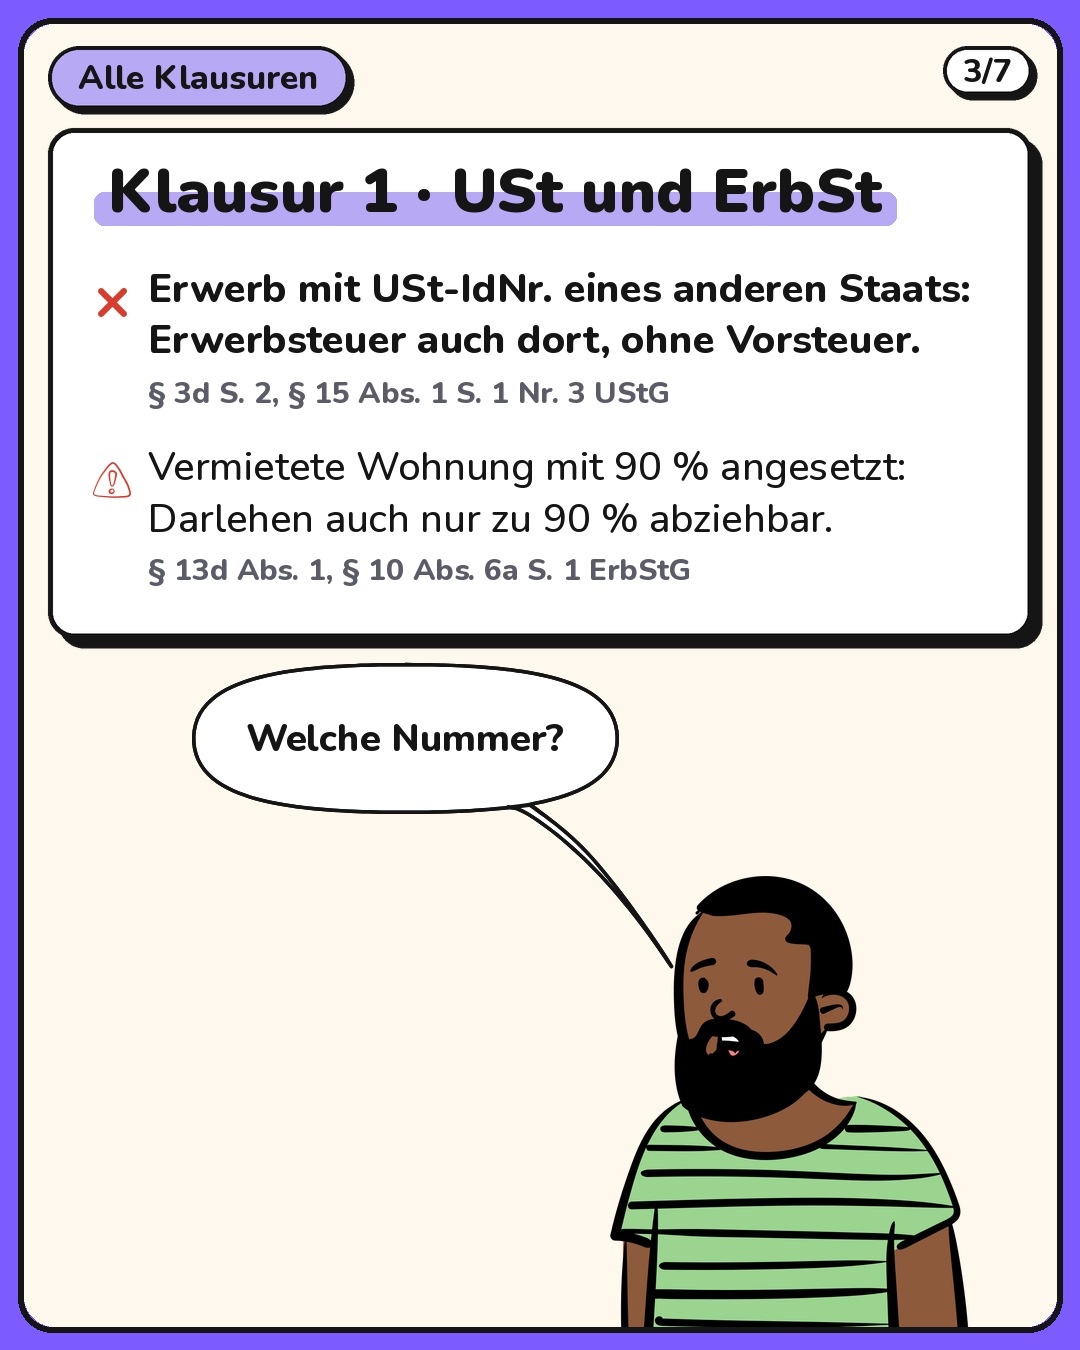 Alle Klausuren
3/7
Klausur 1 · USt und ErbSt
Erwerb mit USt-IdNr. eines anderen Staats:
Erwerbsteuer auch dort, ohne Vorsteuer.
§ 3d S. 2, § 15 Abs. 1 S. 1 Nr. 3 UStG
Vermietete Wohnung mit 90 % angesetzt:
Darlehen auch nur zu 90 % abziehbar.
§ 13d Abs. 1, § 10 Abs. 6a S. 1 ErbStG
Welche Nummer?